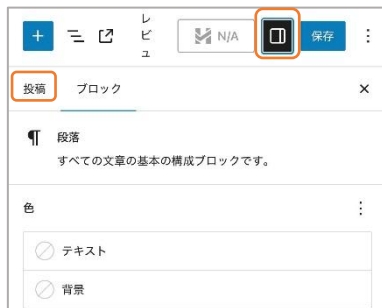 レ
ビ
ュ
N/A
保存
投稿
ブロック
段落
すべての文章の基本の構成ブロックです。
色
テキスト
背景